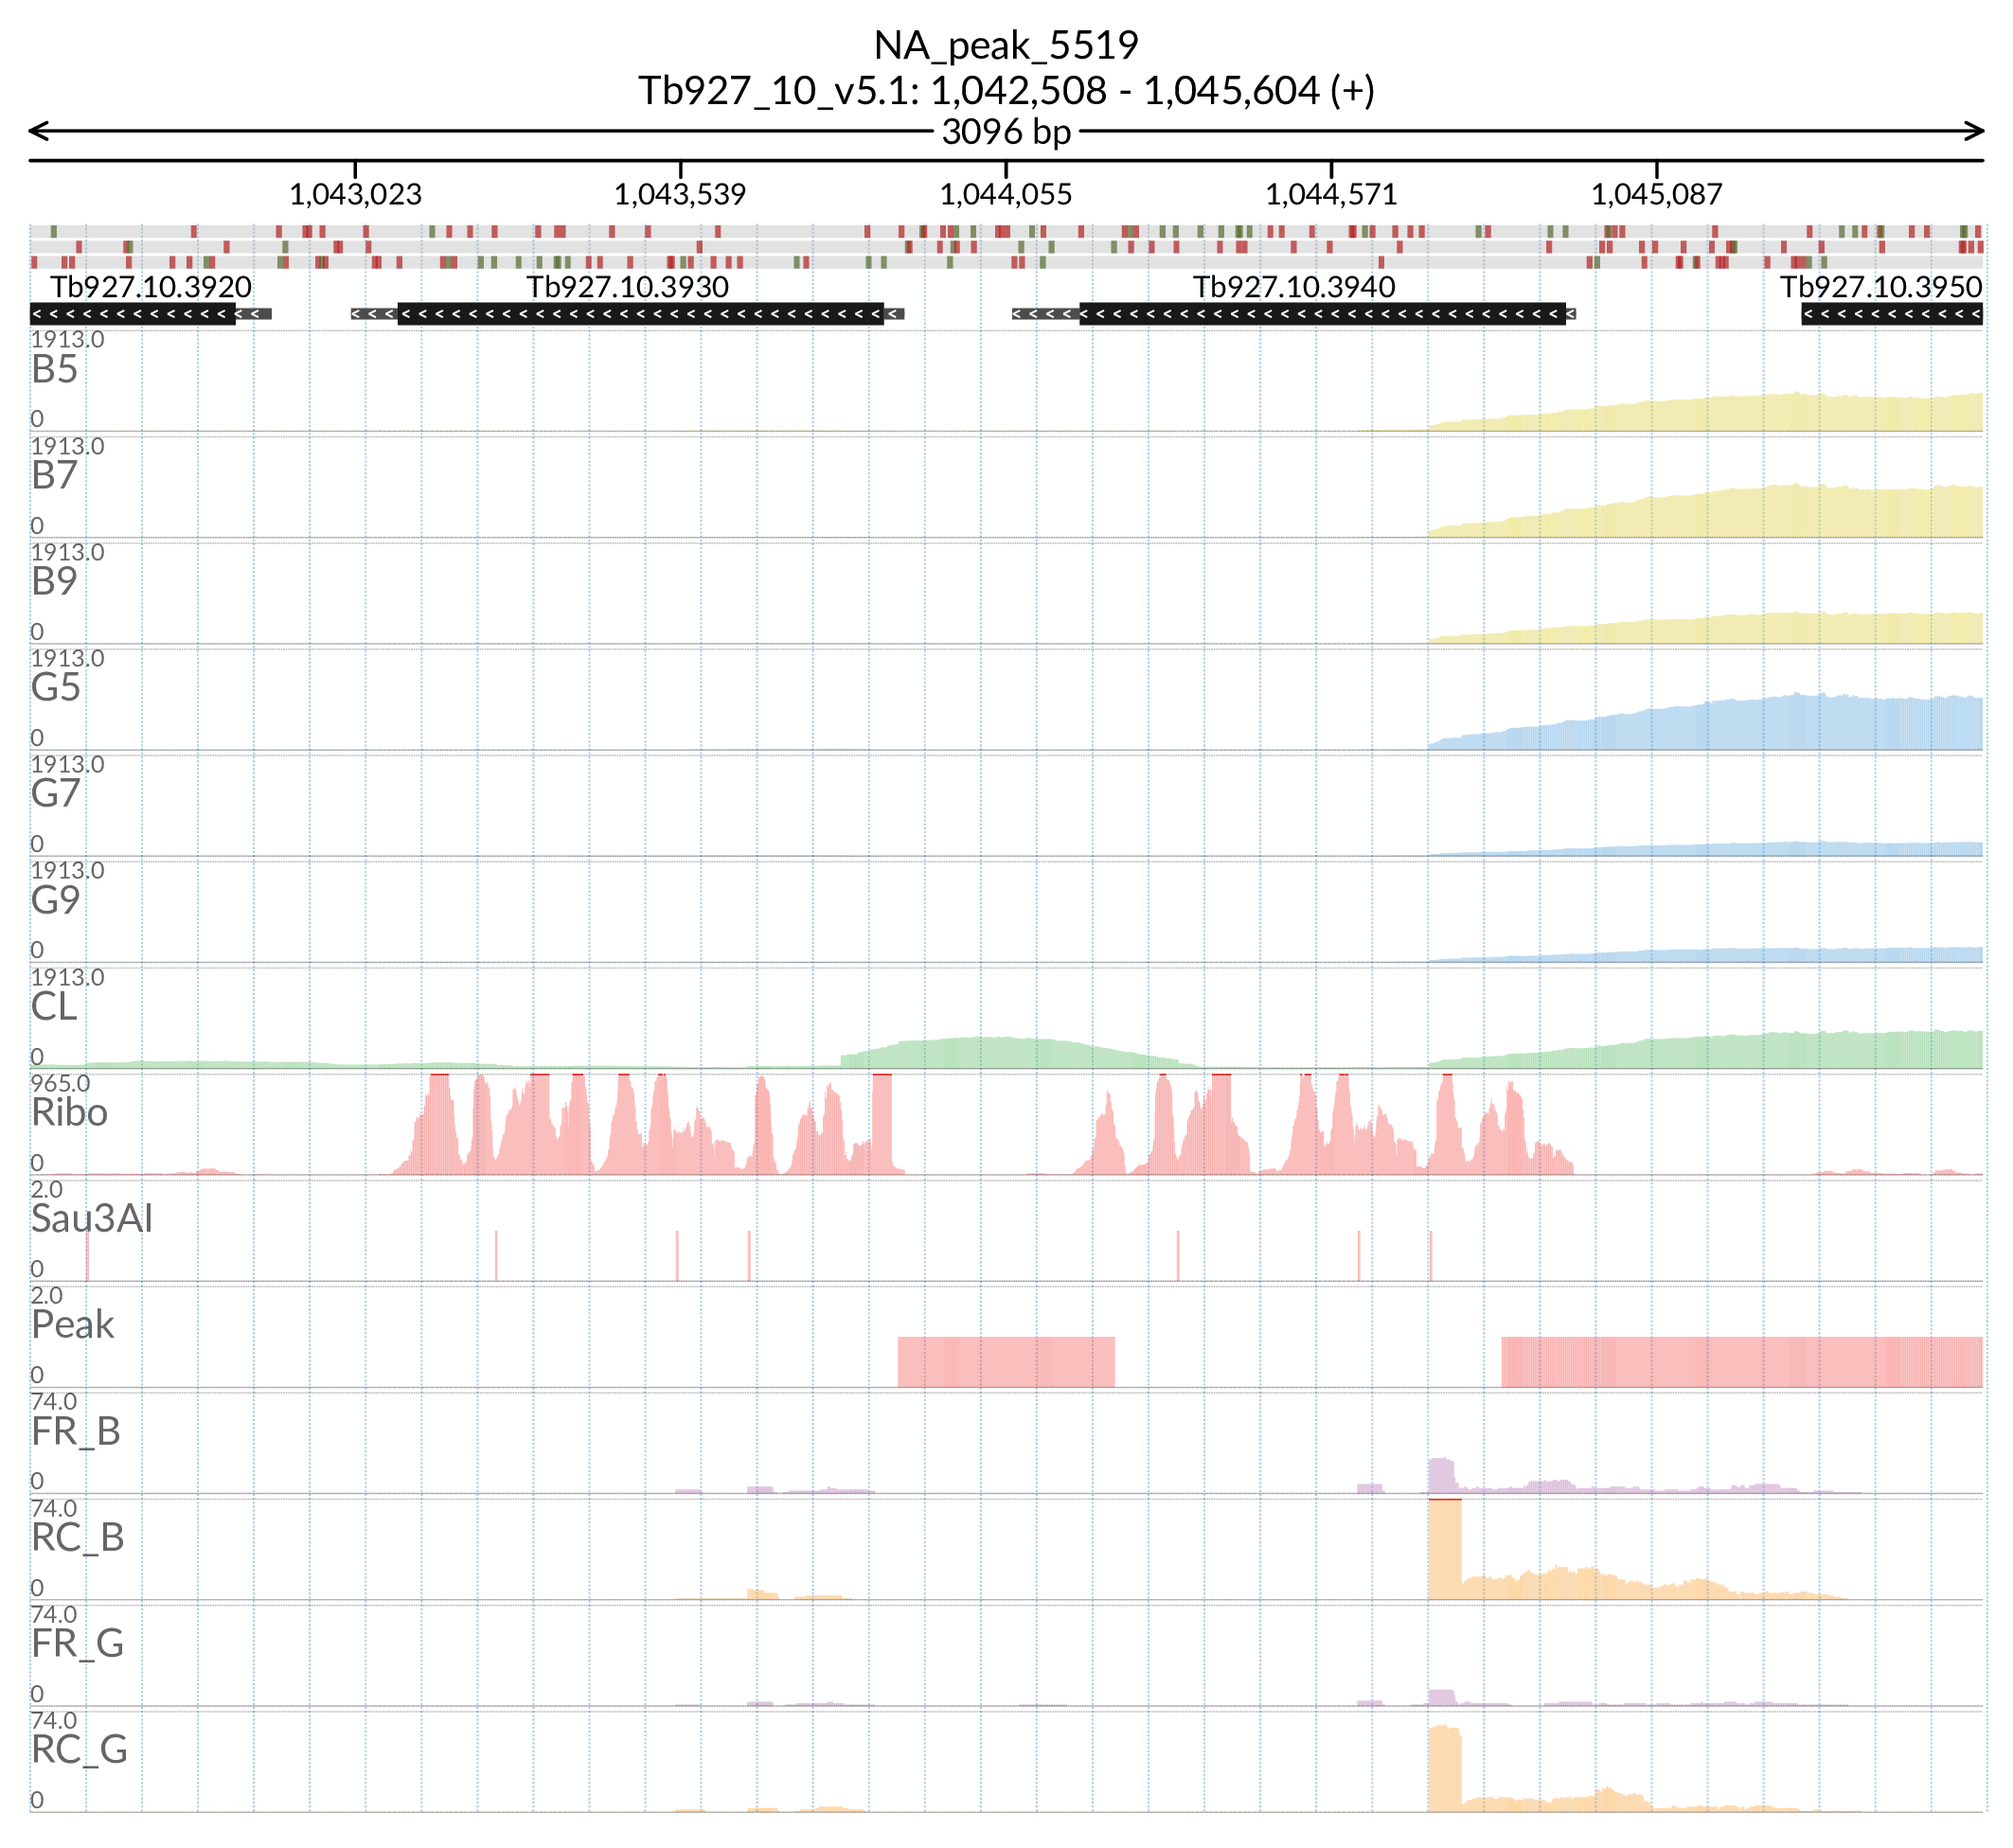 NA_peak_5519
Tb927_10_v5.1: 1,042,508 - 1,045,604 (+)
3096 bp
1,043,023 1,043,539 1,044,055 1,044,571 1,045,087
Tb927.10.3920 Tb927.10.3930 Tb927.10.3940 Tb927.10.3950
1913.0
B5
0
1913.0
B7
0
1913.0
B9
0
1913.0
G5
0
1913.0
G7
0
1913.0
G9
0
1913.0
CL
0
965.0
Ribo
0
2.0
Sau3AI
0
2.0
Peak
0
74.0
FR_B
0
74.0
RC_B
0
74.0
FR_G
0
74.0
RC_G
0